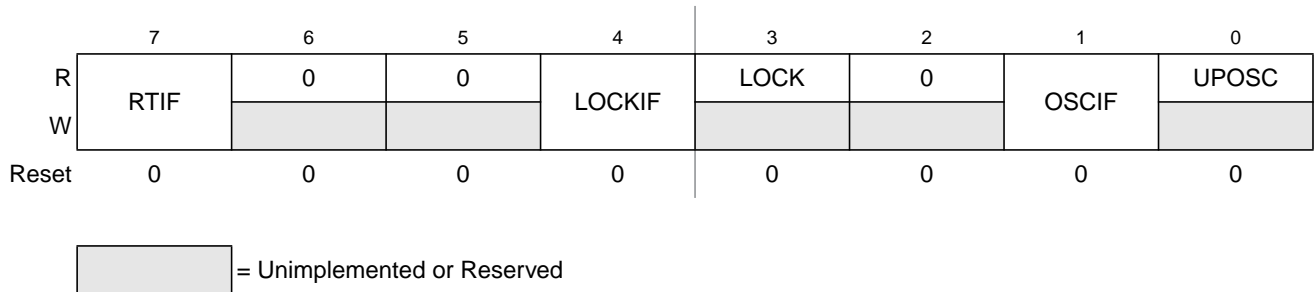 7 6 5 4 3 2 1 0
R RTIF 0 0 LOCKIF LOCK 0 OSCIF UPOSC
W
Reset 0 0 0 0 0 0 0 0
= Unimplemented or Reserved